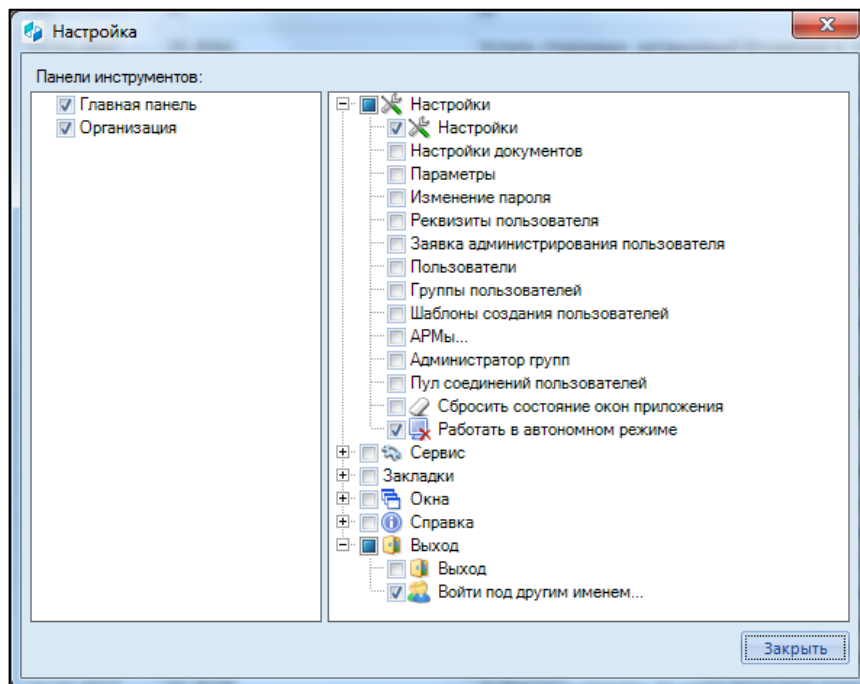 Настройка
Панели инструментов:
Главная панель
Организация
Настройки
Настройки
Настройки документов
Параметры
Изменение пароля
Реквизиты пользователя
Заявка администрирования пользователя
Пользователи
Группы пользователей
Шаблоны создания пользователей
АРМы...
Администратор групп
Пул соединений пользователей
Сбросить состояние окон приложения
Работать в автономном режиме
Сервис
Закладки
Окна
Справка
Выход
Выход
Войти под другим именем...
Закрыть